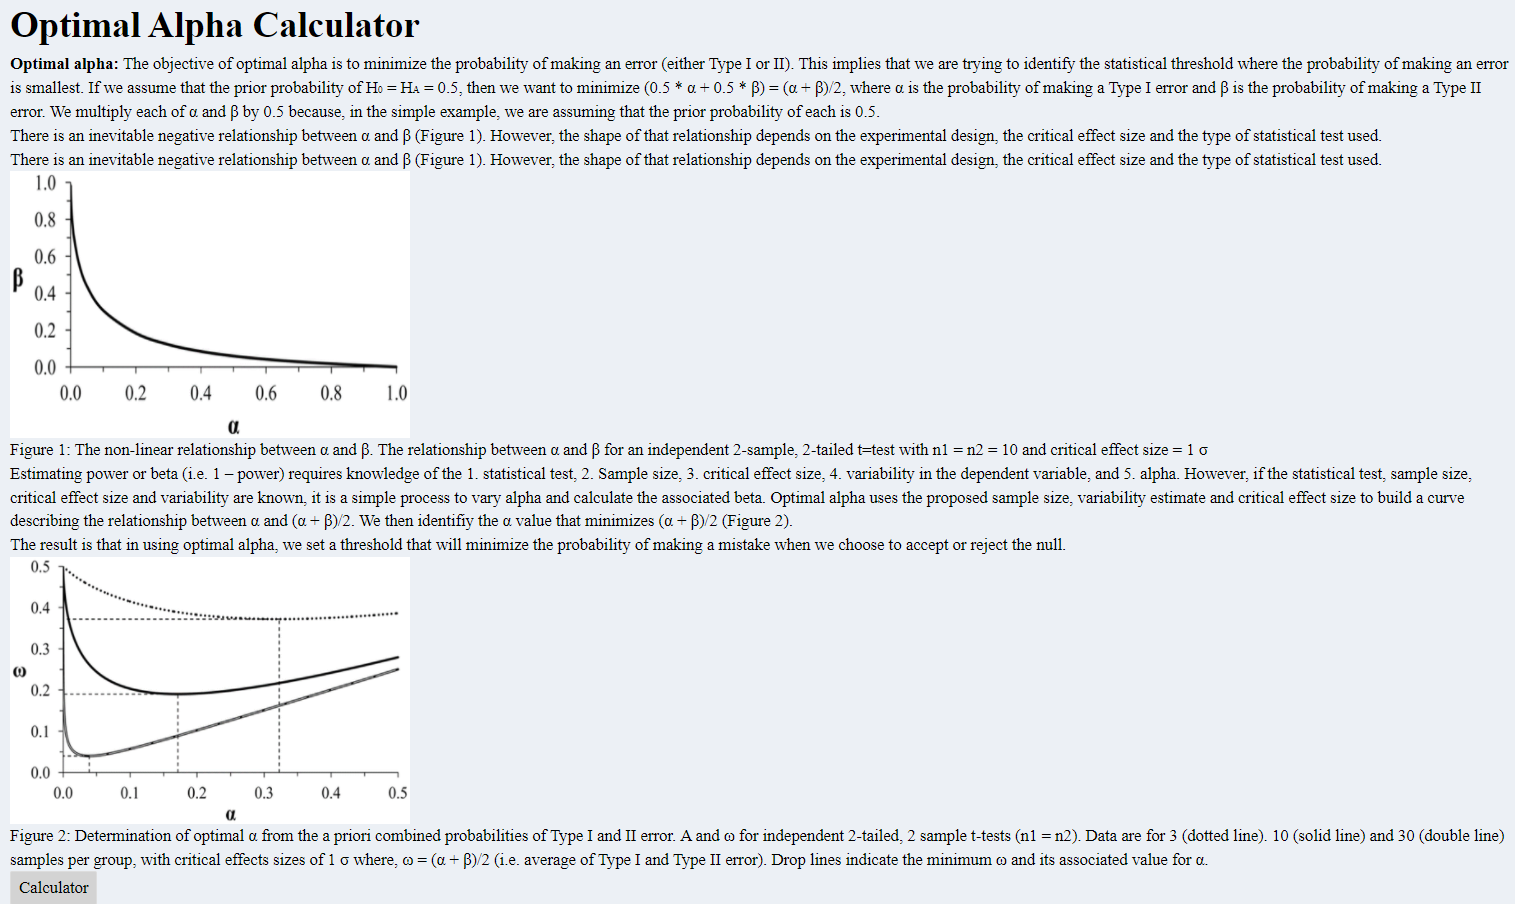 Optimal Alpha Calculator
Optimal alpha: The objective of optimal alpha is to minimize the probability of making an error (either Type I or II). This implies that we are trying to identify the statistical threshold where the probability of making an error
is smallest. If we assume that the prior probability of H₀ = Hᴀ = 0.5, then we want to minimize (0.5 * α + 0.5 * β) = (α + β)/2, where α is the probability of making a Type I error and β is the probability of making a Type II
error. We multiply each of α and β by 0.5 because, in the simple example, we are assuming that the prior probability of each is 0.5.
There is an inevitable negative relationship between α and β (Figure 1). However, the shape of that relationship depends on the experimental design, the critical effect size and the type of statistical test used.
There is an inevitable negative relationship between α and β (Figure 1). However, the shape of that relationship depends on the experimental design, the critical effect size and the type of statistical test used.
1.0
0.8
0.6
β
0.4
0.2
0.0
0.0 0.2 0.4 0.6 0.8 1.0
α
Figure 1: The non-linear relationship between α and β. The relationship between α and β for an independent 2-sample, 2-tailed t=test with n1 = n2 = 10 and critical effect size = 1 σ
Estimating power or beta (i.e. 1 – power) requires knowledge of the 1. statistical test, 2. Sample size, 3. critical effect size, 4. variability in the dependent variable, and 5. alpha. However, if the statistical test, sample size,
critical effect size and variability are known, it is a simple process to vary alpha and calculate the associated beta. Optimal alpha uses the proposed sample size, variability estimate and critical effect size to build a curve
describing the relationship between α and (α + β)/2. We then identifiy the α value that minimizes (α + β)/2 (Figure 2).
The result is that in using optimal alpha, we set a threshold that will minimize the probability of making a mistake when we choose to accept or reject the null.
0.5
0.4
0.3
ω
0.2
0.1
0.0
0.0 0.1 0.2 0.3 0.4 0.5
α
Figure 2: Determination of optimal α from the a priori combined probabilities of Type I and II error. Α and ω for independent 2-tailed, 2 sample t-tests (n1 = n2). Data are for 3 (dotted line). 10 (solid line) and 30 (double line)
samples per group, with critical effects sizes of 1 σ where, ω = (α + β)/2 (i.e. average of Type I and Type II error). Drop lines indicate the minimum ω and its associated value for α.
Calculator